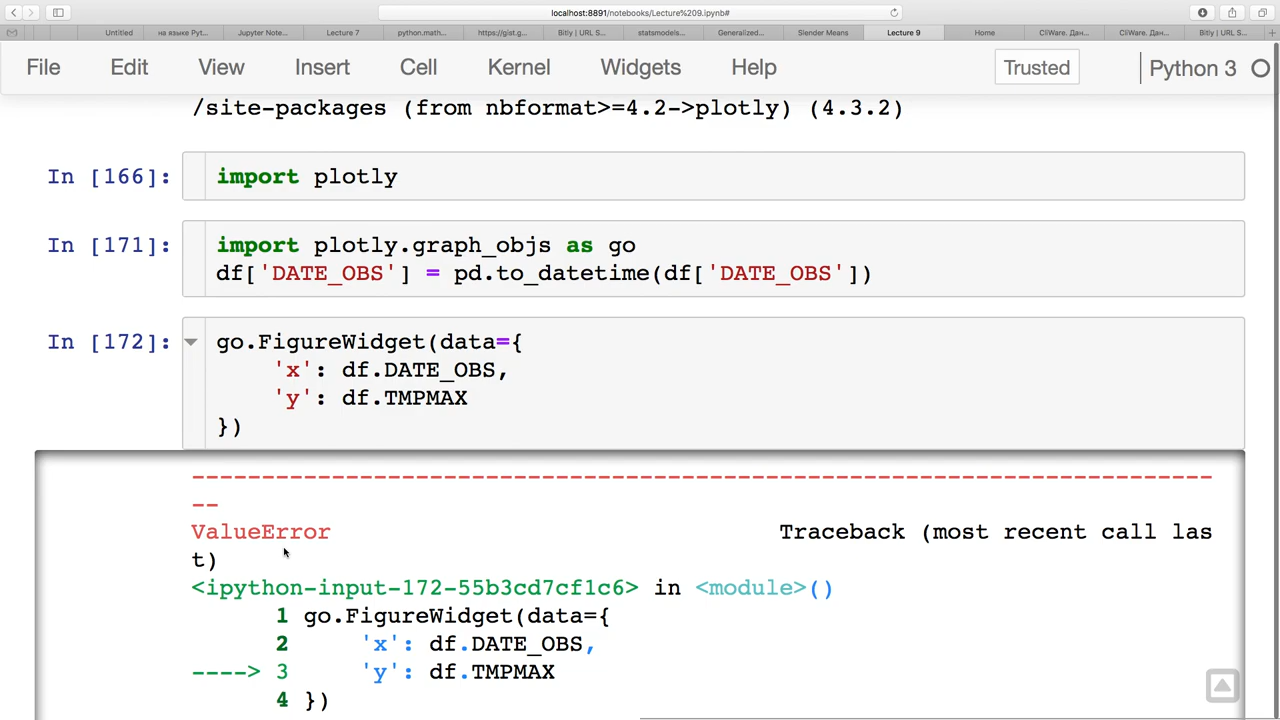 localhost:8891/notebooks/Lecture%209.ipynb#
Untitled
на языке Pyt...
Jupyter Note...
Lecture 7
python.math...
https://gist.g...
Bitly | URL S...
statsmodels...
Generalized...
Slender Means
Lecture 9
Home
CliWare. Дан...
CliWare. Дан...
Bitly | URL S...
File Edit View Insert Cell Kernel Widgets Help Trusted Python 3
/site-packages (from nbformat>=4.2->plotly) (4.3.2)
In [166]: import plotly
In [171]: import plotly.graph_objs as go
df['DATE_OBS'] = pd.to_datetime(df['DATE_OBS'])
In [172]: go.FigureWidget(data={
'x': df.DATE_OBS,
'y': df.TMPMAX
})
---------------------------------------------------------------------------
--
ValueError Traceback (most recent call las
t)
<ipython-input-172-55b3cd7cf1c6> in <module>()
1 go.FigureWidget(data={
2 'x': df.DATE_OBS,
----> 3 'y': df.TMPMAX
4 })